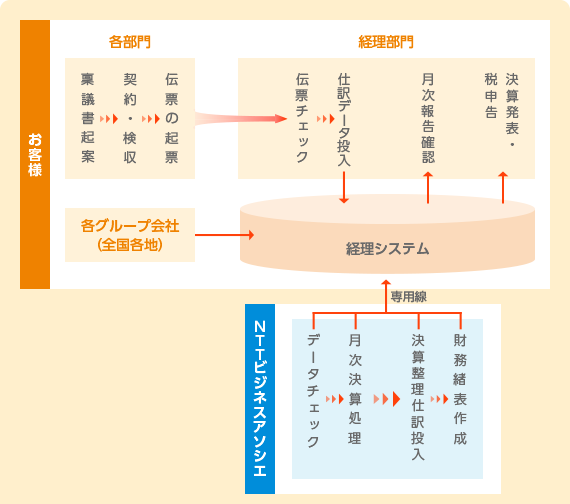 お客様
各部門
稟議書起案
契約・検収
伝票の起票
経理部門
伝票チェック
仕訳データ投入
月次報告確認
決算発表・
税申告
各グループ会社
(全国各地)
経理システム
専用線
NTTビジネスアソシエ
データチェック
月次決算処理
決算整理仕訳投入
財務緒表作成